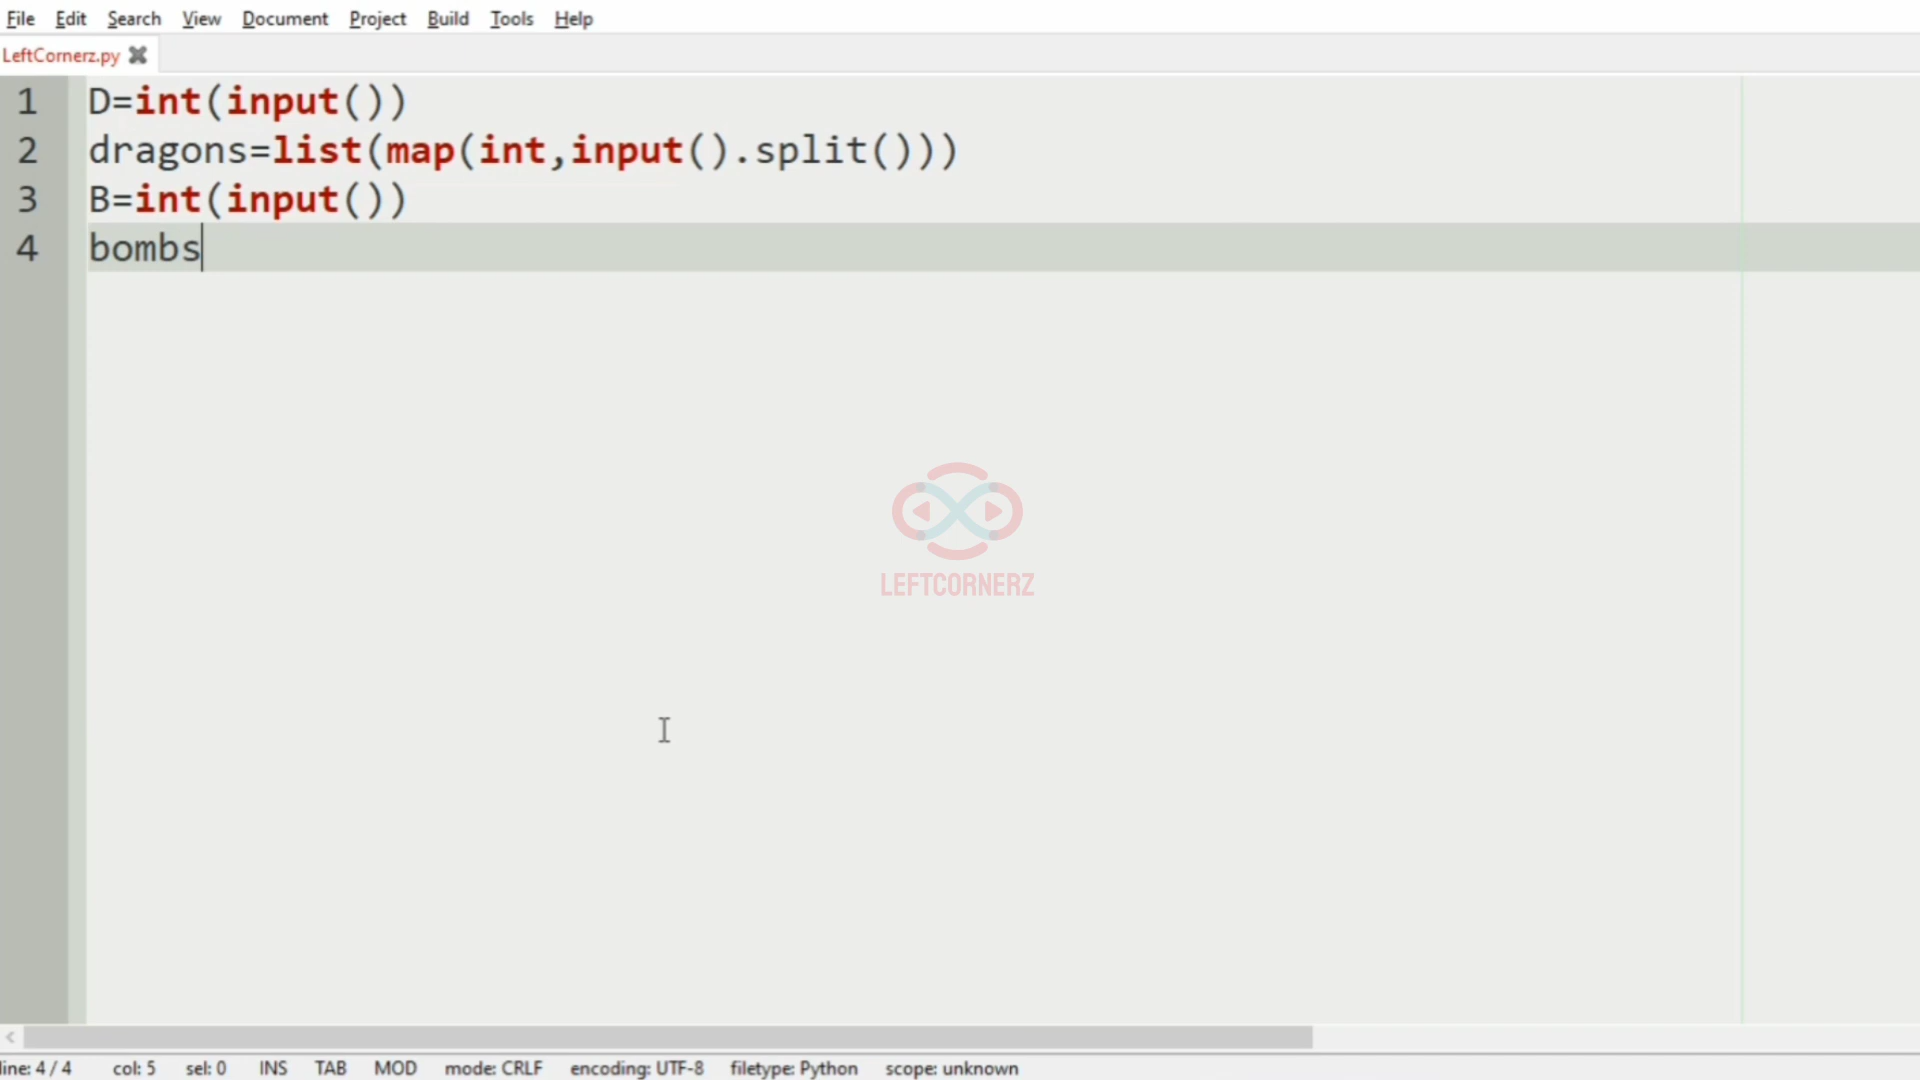 File Edit Search View Document Project Build Tools Help
LeftCornerz.py
1 D=int(input())
2 dragons=list(map(int,input().split()))
3 B=int(input())
4 bombs
LEFTCORNERZ
line: 4 / 4 col: 5 sel: 0 INS TAB MOD mode: CRLF encoding: UTF-8 filetype: Python scope: unknown